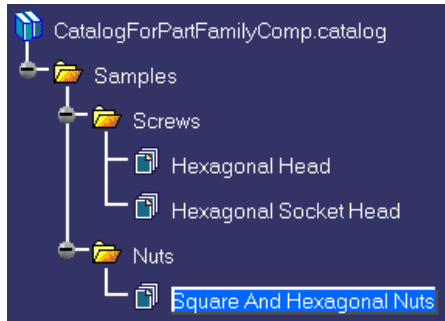 CatalogForPartFamilyComp.catalog
Samples
Screws
Hexagonal Head
Hexagonal Socket Head
Nuts
Square And Hexagonal Nuts